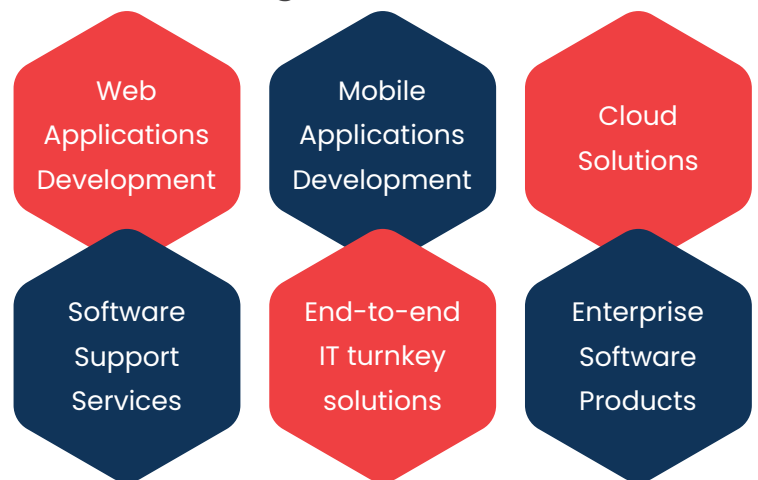 Web
Applications
Development
Mobile
Applications
Development
Cloud
Solutions
Software
Support
Services
End-to-end
IT turnkey
solutions
Enterprise
Software
Products